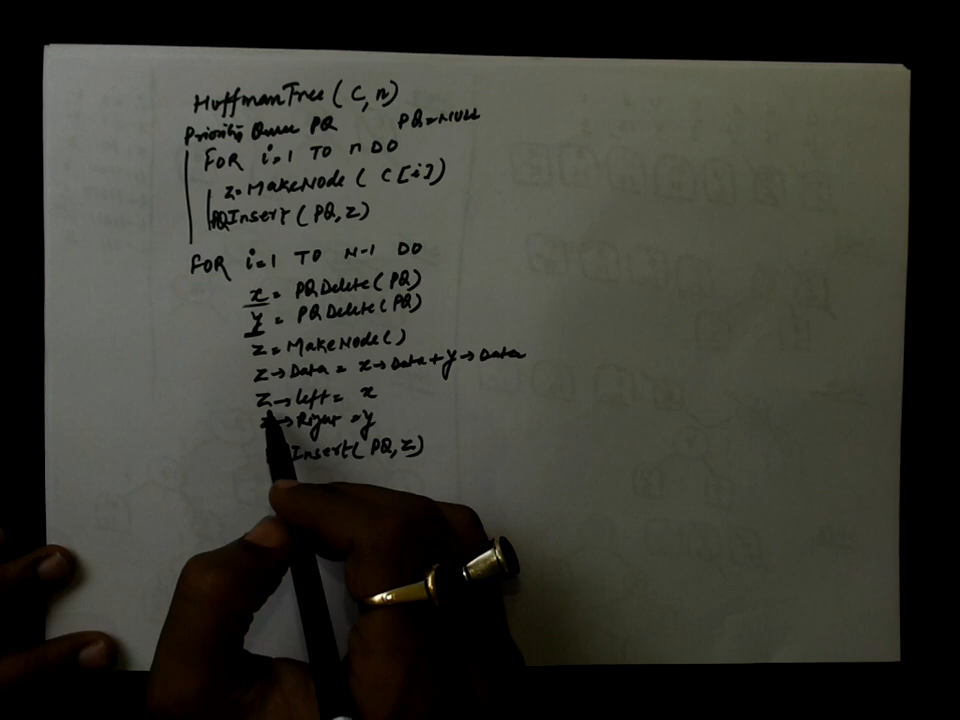 HuffmanTree ( C, n)
Priority Queue PQ PQ=NULL
FOR i=1 TO n DO
z=MakeNode ( C[i])
PQInsert (PQ, z)
FOR i=1 TO N-1 DO
x = PQDelete (PQ)
y = PQDelete (PQ)
z = MakeNode ( )
z→Data = x→Data + y→Data
z→left = x
z→Right = y
Insert( PQ, z)